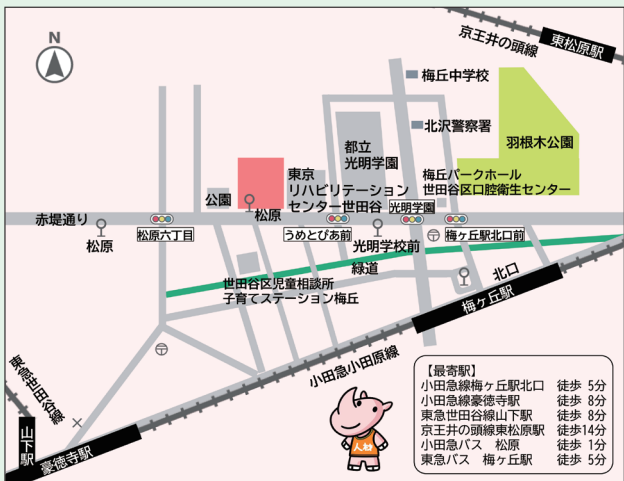 N
京王井の頭線
東松原駅
梅丘中学校
北沢警察署
羽根木公園
都立
光明学園
梅丘パークホール
世田谷区口腔衛生センター
東京
リハビリテーション
センター世田谷
公園
松原
光明学園
赤堤通り
松原
松原六丁目
うめとぴあ前
光明学校前
梅ヶ丘駅北口前
緑道
北口
世田谷区児童相談所
子育てステーション梅丘
梅ヶ丘駅
小田急小田原線
東急世田谷線
山下駅
豪徳寺駅
人材
【最寄駅】
小田急線梅ヶ丘駅北口 徒歩 5分
小田急線豪徳寺駅 徒歩 8分
東急世田谷線山下駅 徒歩 8分
京王井の頭線東松原駅 徒歩14分
小田急バス 松原 徒歩 1分
東急バス 梅ヶ丘駅 徒歩 5分